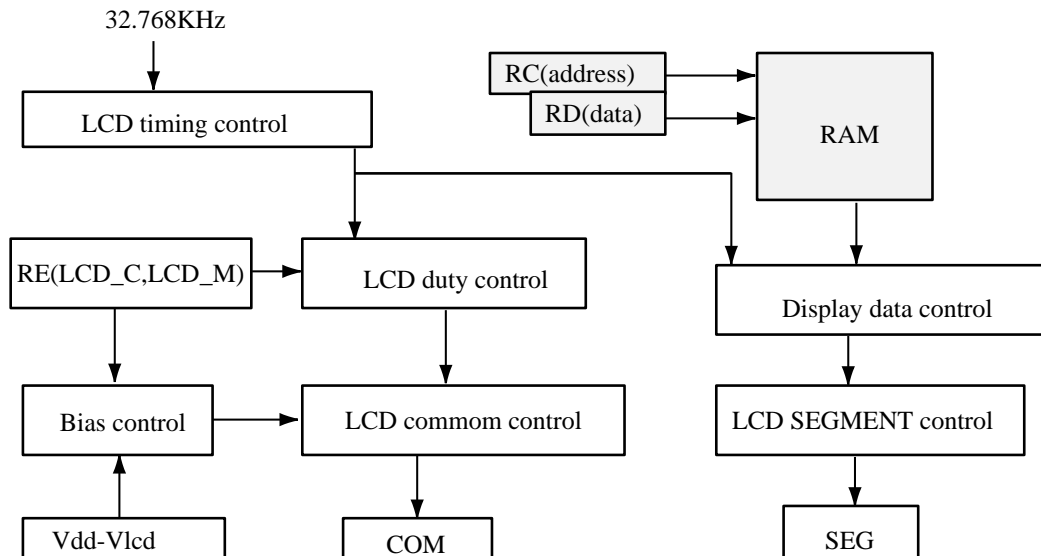 32.768KHz
LCD timing control
RC(address)
RD(data)
RAM
RE(LCD_C,LCD_M)
LCD duty control
Display data control
Bias control
LCD commom control
LCD SEGMENT control
Vdd-Vlcd
COM
SEG